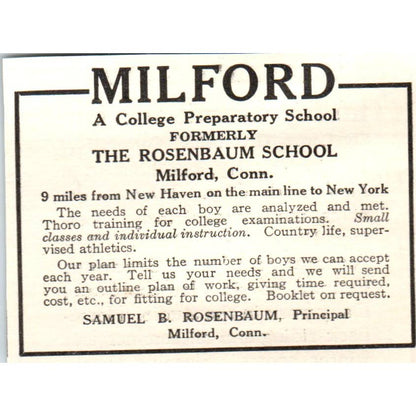 MILFORD
A College Preparatory School
FORMERLY
THE ROSENBAUM SCHOOL
Milford, Conn.
9 miles from New Haven on the main line to New York
The needs of each boy are analyzed and met.
Thoro training for college examinations. Small
classes and individual instruction. Country life, super-
vised athletics.
Our plan limits the number of boys we can accept
each year. Tell us your needs and we will send
you an outline plan of work, giving time required,
cost, etc., for fitting for college. Booklet on request.
SAMUEL B. ROSENBAUM, Principal
Milford, Conn.